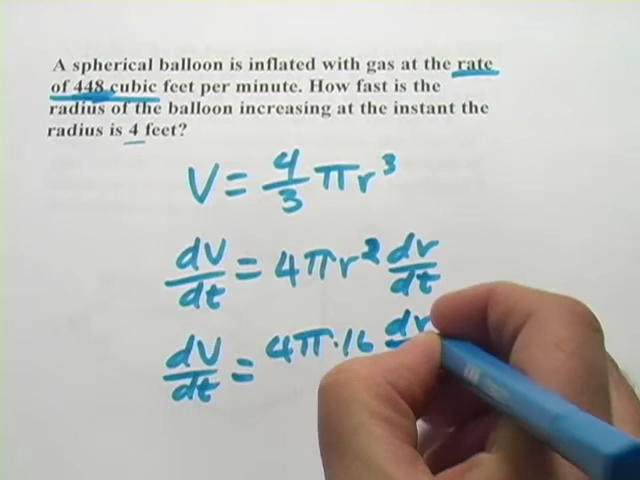 A spherical balloon is inflated with gas at the rate
of 448 cubic feet per minute. How fast is the
radius of the balloon increasing at the instant the
radius is 4 feet?
V = 4/3 πr³
dV/dt = 4πr² dr/dt
dV/dt = 4π·16 dr